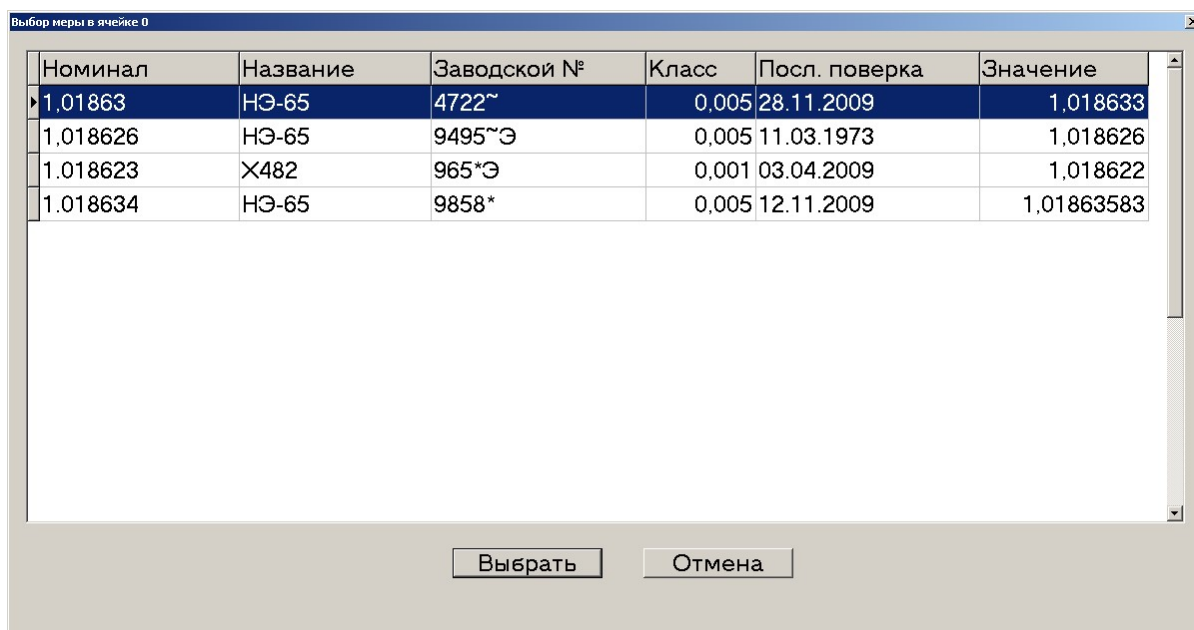 Выбор меры в ячейке 0
Номинал Название Заводской № Класс Посл. поверка Значение
1,01863 НЭ-65 4722~ 0,005 28.11.2009 1,018633
1,018626 НЭ-65 9495~Э 0,005 11.03.1973 1,018626
1.018623 Х482 965*Э 0,001 03.04.2009 1,018622
1.018634 НЭ-65 9858* 0,005 12.11.2009 1,01863583
Выбрать Отмена